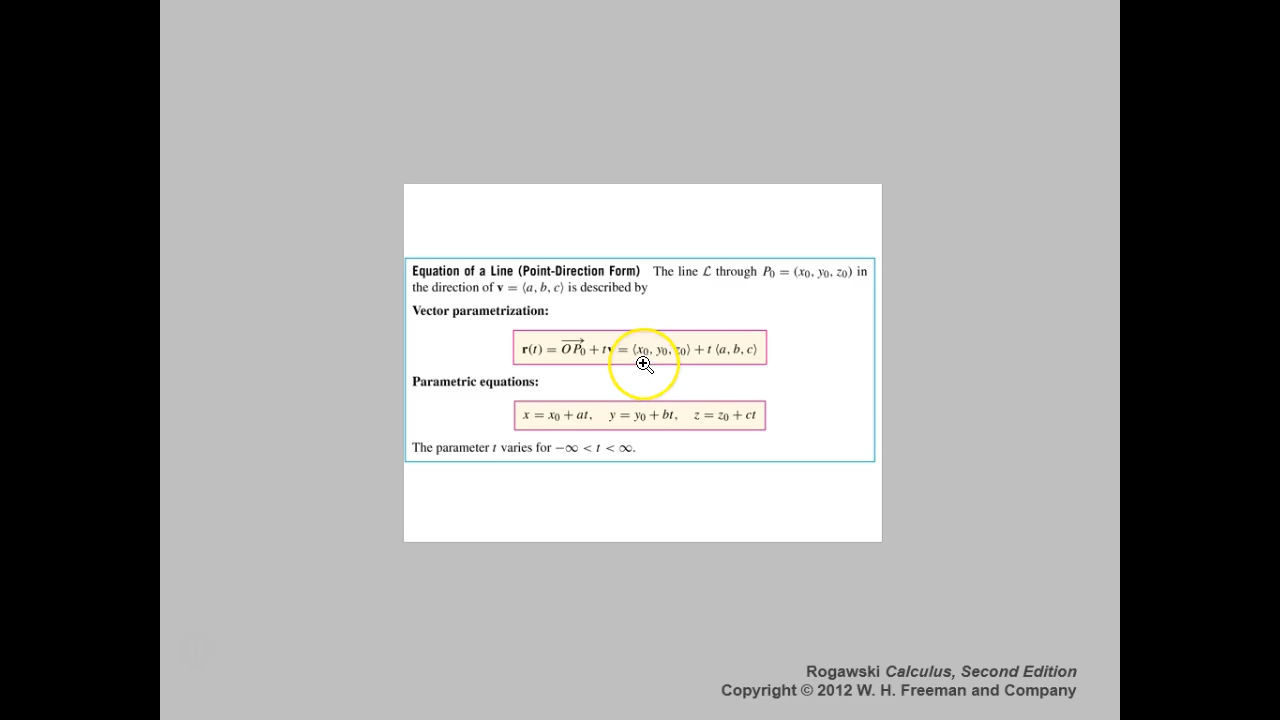 Equation of a Line (Point-Direction Form) The line ℒ through P₀ = (x₀, y₀, z₀) in
the direction of v = ⟨a, b, c⟩ is described by
Vector parametrization:
r(t) = $\overrightarrow{OP_0}$ + tv = ⟨x₀, y₀, z₀⟩ + t ⟨a, b, c⟩
Parametric equations:
x = x₀ + at, y = y₀ + bt, z = z₀ + ct
The parameter t varies for −∞ < t < ∞.
Rogawski Calculus, Second Edition
Copyright © 2012 W. H. Freeman and Company